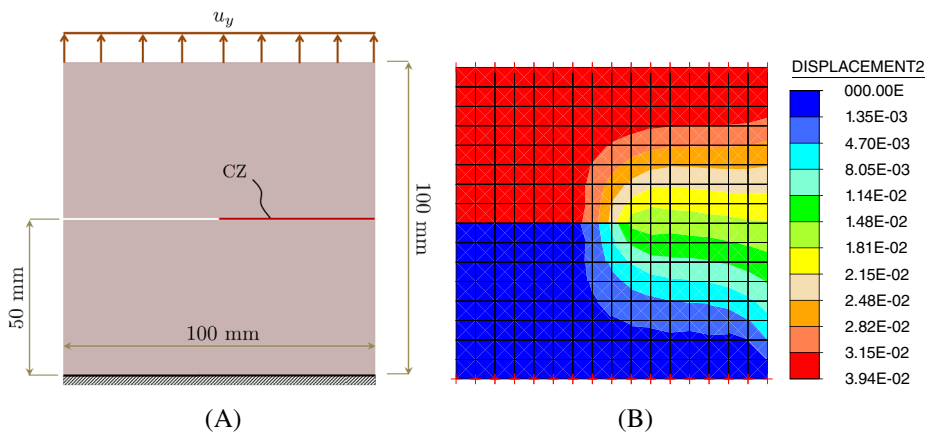 u_y
CZ
50 mm
100 mm
100 mm
(A)
DISPLACEMENT2
000.00E
1.35E-03
4.70E-03
8.05E-03
1.14E-02
1.48E-02
1.81E-02
2.15E-02
2.48E-02
2.82E-02
3.15E-02
3.94E-02
(B)